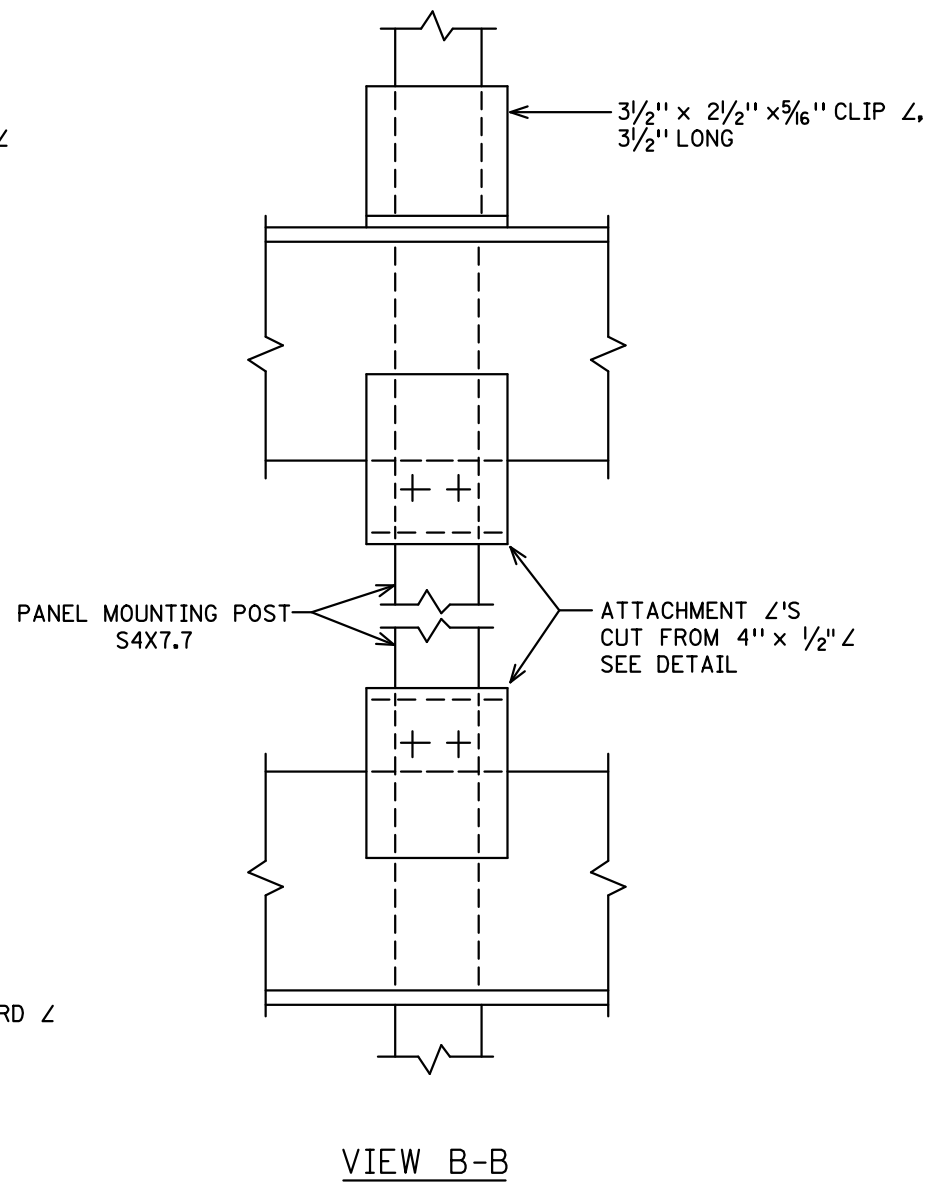 3½" x 2½" x 5/16" CLIP ∠,
3½" LONG
∠
PANEL MOUNTING POST
S4X7.7
ATTACHMENT ∠'S
CUT FROM 4" x ½" ∠
SEE DETAIL
RD ∠
VIEW B-B